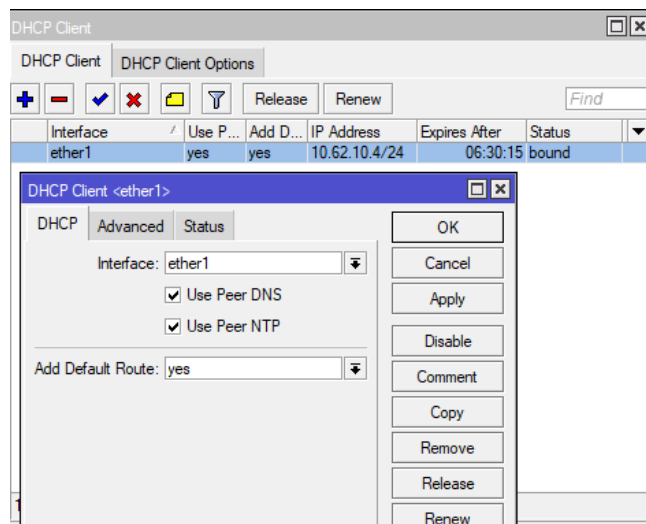 DHCP Client
DHCP Client DHCP Client Options
Release Renew Find
Interface Use P... Add D... IP Address Expires After Status
ether1 yes yes 10.62.10.4/24 06:30:15 bound
DHCP Client <ether1>
DHCP Advanced Status
OK
Interface: ether1
Cancel
Use Peer DNS
Apply
Use Peer NTP
Disable
Add Default Route: yes
Comment
Copy
Remove
Release
Renew